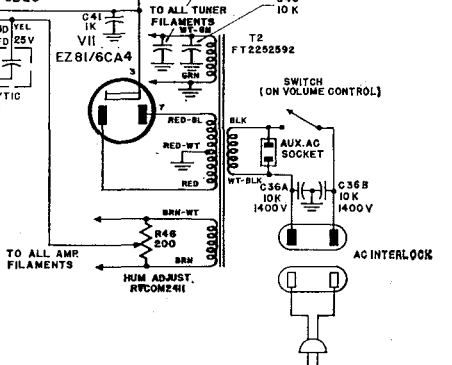 C41
1K
V11
EZ81/6CA4
YEL
25V
TO ALL TUNER
FILAMENTS
10 K
WT-GN
GRN
T2
FT2252592
SWITCH
(ON VOLUME CONTROL)
3
7
RED-BL
BLK
RED-WT
AUX. AC
SOCKET
RED
WT-BLK
C36A
10K
1400V
C36B
10K
1400V
BRN-WT
R46
200
BRN
TO ALL AMP.
FILAMENTS
HUM ADJUST.
RVCOM2411
AC INTERLOCK